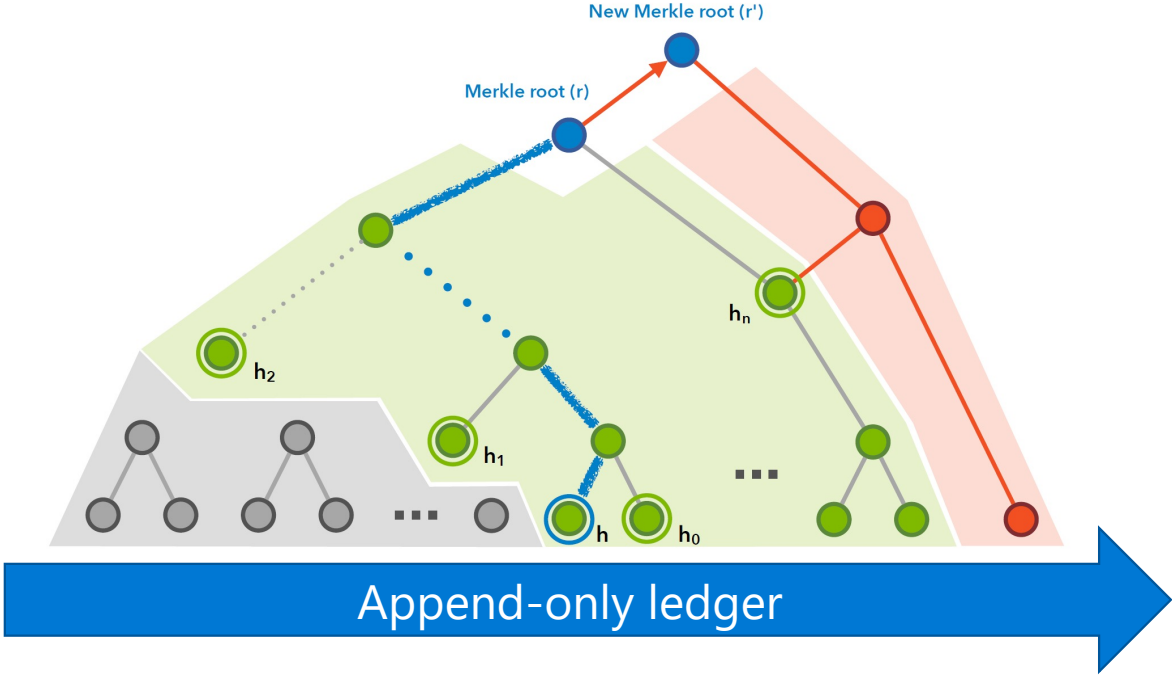 New Merkle root (r')
Merkle root (r)
hn
h2
h1
h
h0
Append-only ledger